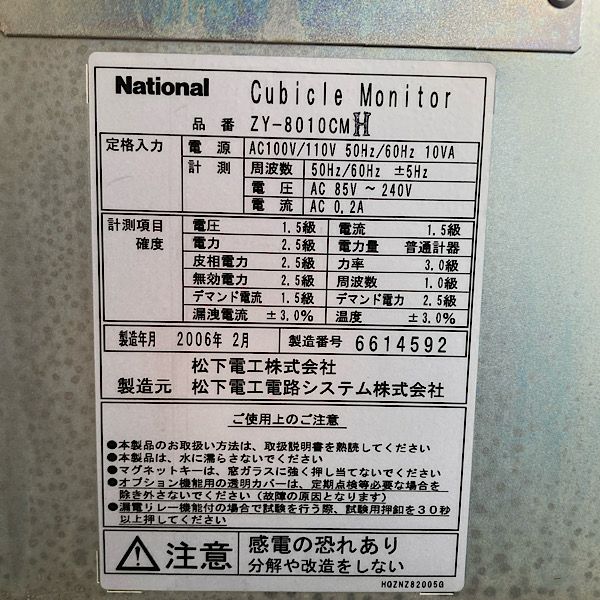 National Cubicle Monitor
品番 ZY-8010CMH
定格入力 電源 AC100V/110V 50Hz/60Hz 10VA
計測 周波数 50Hz/60Hz ±5Hz
電圧 AC 85V ~ 240V
電流 AC 0.2A
計測項目 電圧 1.5級 電流 1.5級
確度 電力 2.5級 電力量 普通計器
皮相電力 2.5級 力率 3.0級
無効電力 2.5級 周波数 1.0級
デマンド電流 1.5級 デマンド電力 2.5級
漏洩電流 ±3.0% 温度 ±3.0%
製造年月 2006年 2月 製造番号 6614592
松下電工株式会社
製造元 松下電工電路システム株式会社
ご使用上のご注意
●本製品のお取扱い方法は、取扱説明書を熟読してください
●本製品は、水に濡らさないでください
●マグネットキーは、窓ガラスに強く押し当てないでください
●オプション機能用の透明カバーは、定期点検等必要な場合を
除き外さないでください(故障の原因となります)
●漏電リレー機能付の場合で試験を行う際、試験用押釦を30秒
以上押してください
注意 感電の恐れあり
分解や改造をしない
HQZNZ82005G